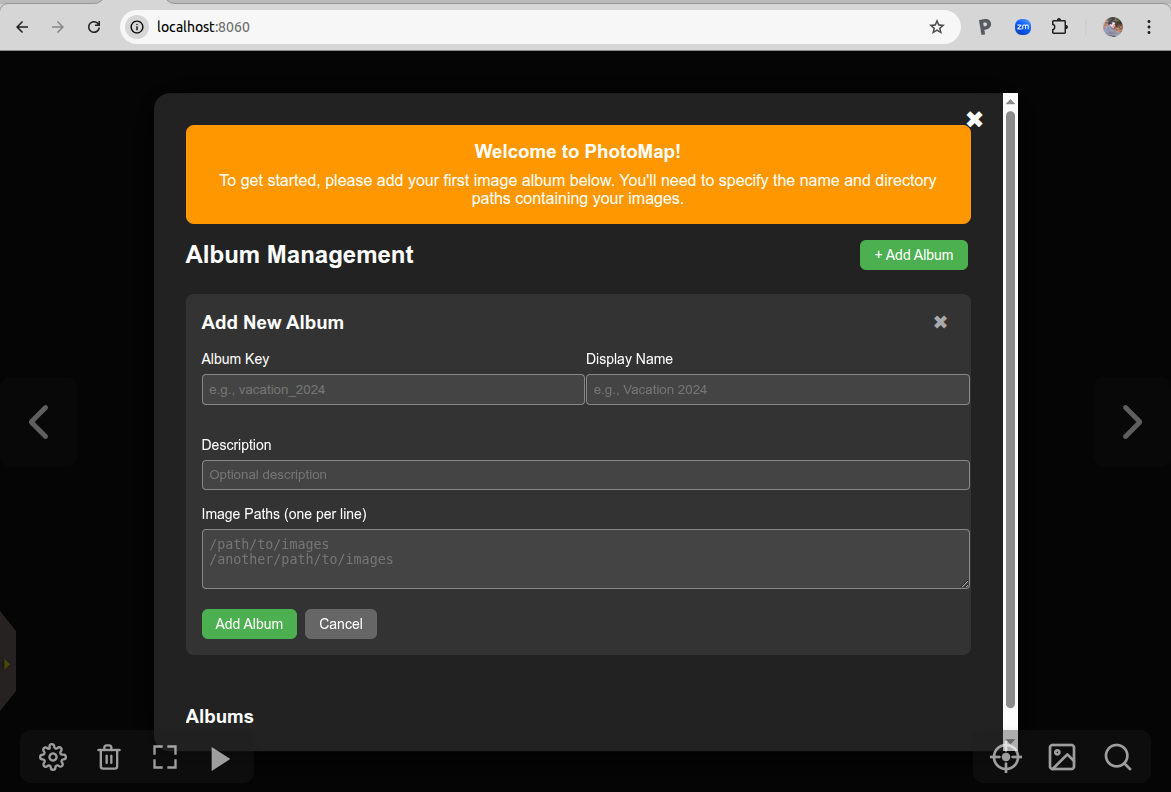 localhost:8060
zm
Welcome to PhotoMap!
To get started, please add your first image album below. You'll need to specify the name and directory
paths containing your images.
Album Management
+ Add Album
Add New Album
Album Key
Display Name
e.g., vacation_2024
e.g., Vacation 2024
Description
Optional description
Image Paths (one per line)
/path/to/images
/another/path/to/images
Add Album
Cancel
Albums